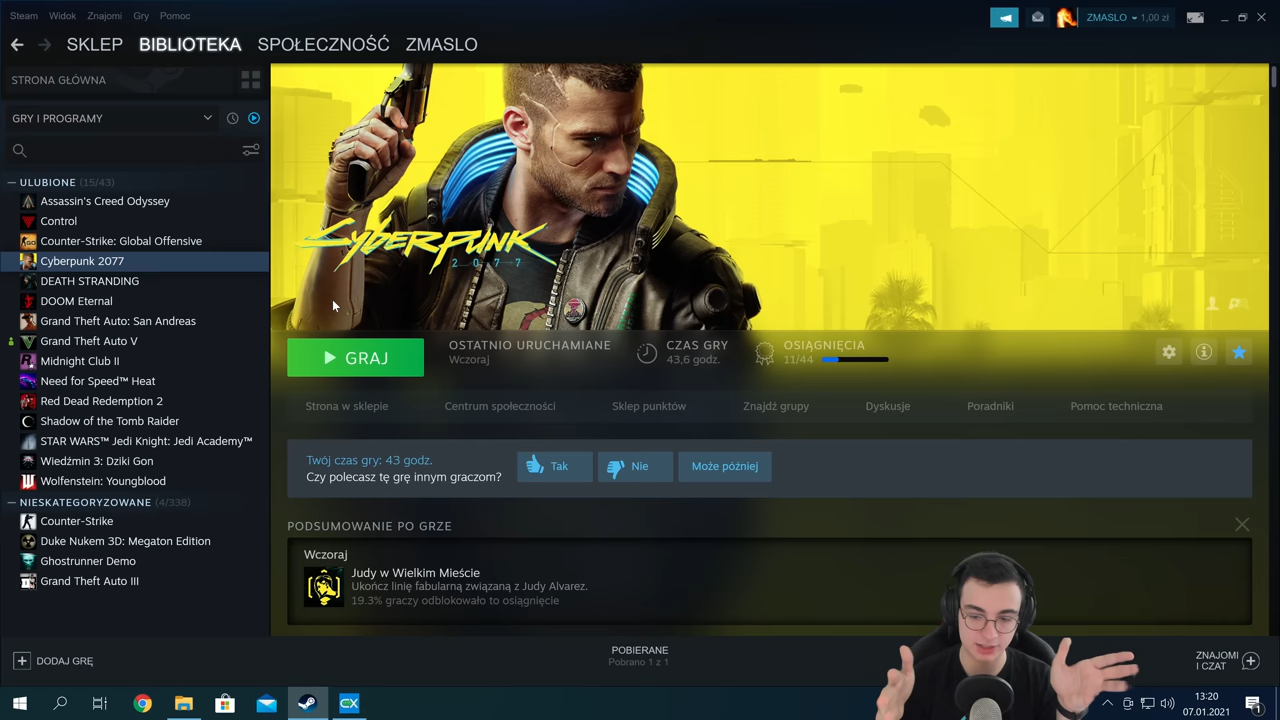 Steam Widok Znajomi Gry Pomoc
ZMASLO 1,00 zł
SKLEP BIBLIOTEKA SPOŁECZNOŚĆ ZMASLO
STRONA GŁÓWNA
GRY I PROGRAMY
— ULUBIONE (15/43)
Assassin's Creed Odyssey
Control
Counter-Strike: Global Offensive
Cyberpunk 2077
DEATH STRANDING
DOOM Eternal
Grand Theft Auto: San Andreas
Grand Theft Auto V
Midnight Club II
Need for Speed™ Heat
Red Dead Redemption 2
Shadow of the Tomb Raider
STAR WARS™ Jedi Knight: Jedi Academy™
Wiedźmin 3: Dziki Gon
Wolfenstein: Youngblood
— NIESKATEGORYZOWANE (4/338)
Counter-Strike
Duke Nukem 3D: Megaton Edition
Ghostrunner Demo
Grand Theft Auto III
DODAJ GRĘ
CYBERPUNK
2077
GRAJ
OSTATNIO URUCHAMIANE
Wczoraj
CZAS GRY
43,6 godz.
OSIĄGNIĘCIA
11/44
Strona w sklepie Centrum społeczności Sklep punktów Znajdź grupy Dyskusje Poradniki Pomoc techniczna
Twój czas gry: 43 godz.
Czy polecasz tę grę innym graczom?
Tak Nie Może później
PODSUMOWANIE PO GRZE
Wczoraj
Judy w Wielkim Mieście
Ukończ linię fabularną związaną z Judy Alvarez.
19.3% graczy odblokowało to osiągnięcie
POBIERANE
Pobrano 1 z 1
ZNAJOMI
I CZAT
13:20
07.01.2021